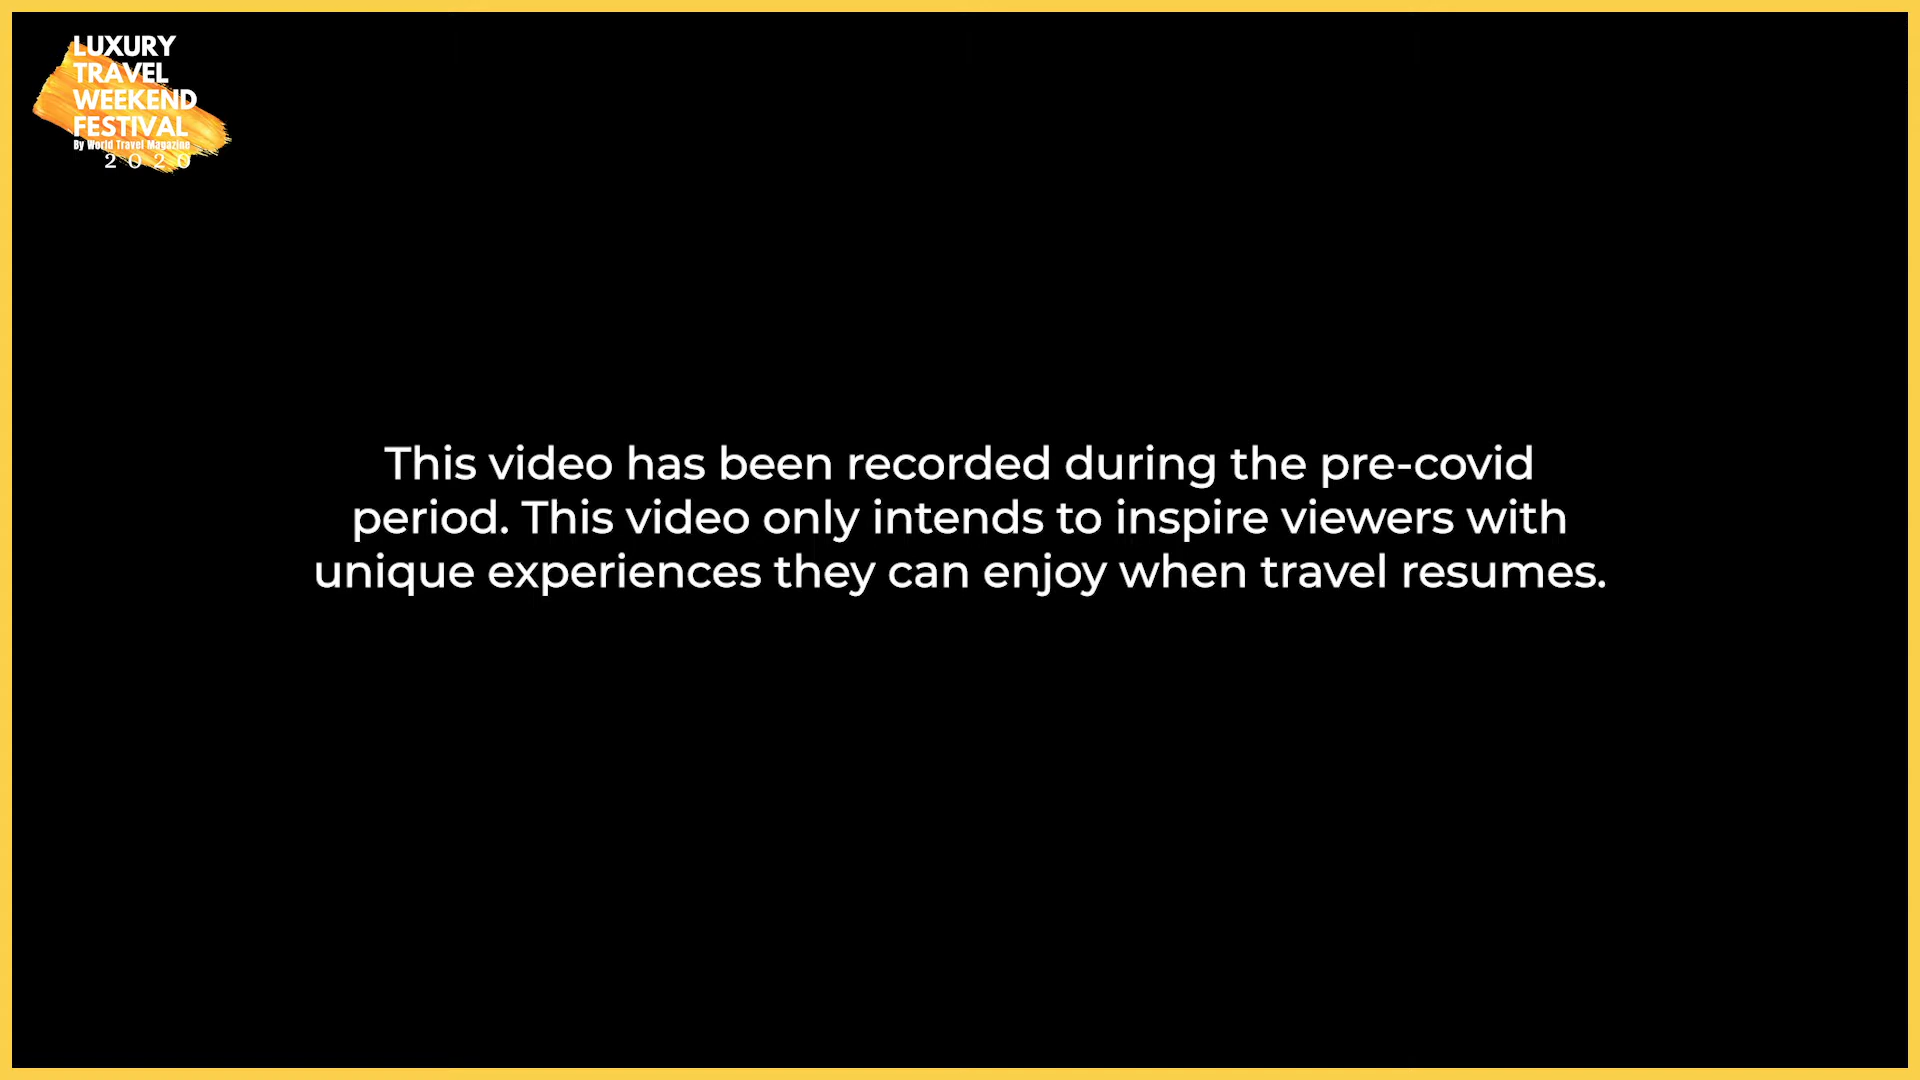 LUXURY
TRAVEL
WEEKEND
FESTIVAL
By World Travel Magazine
2020
This video has been recorded during the pre-covid
period. This video only intends to inspire viewers with
unique experiences they can enjoy when travel resumes.